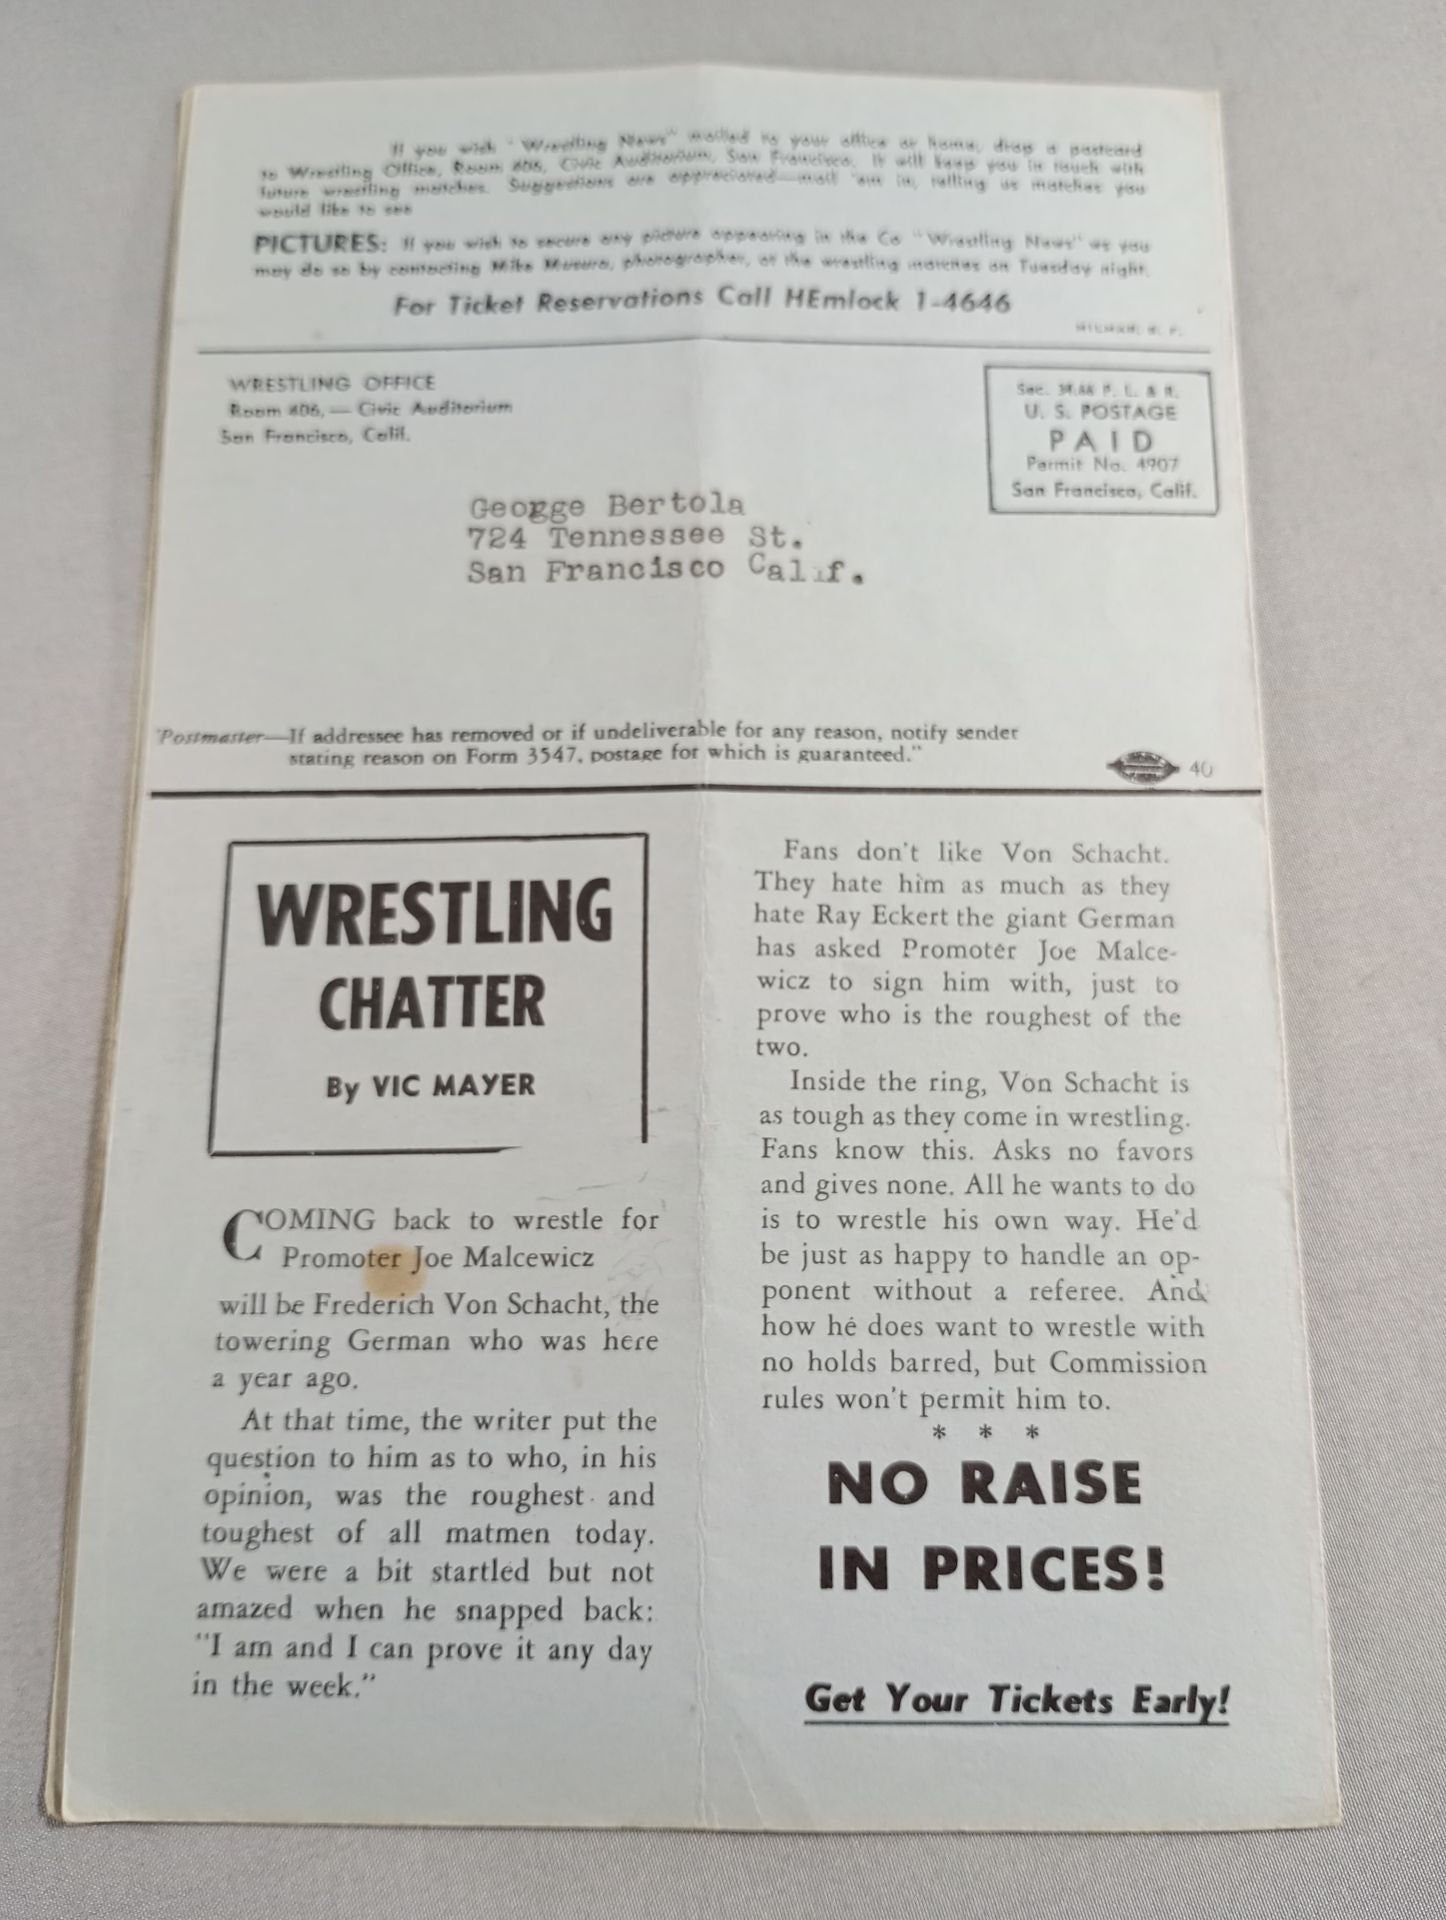 If you wish "Wrestling News" mailed to your office or home, drop a postcard
to Wrestling Office, Room 406, Civic Auditorium, San Francisco. It will keep you in touch with
future wrestling matches. Suggestions are appreciated—mail 'em in, telling us matches you
would like to see
PICTURES: If you wish to secure any picture appearing in the Co "Wrestling News" as you
may do so by contacting Mike Musura, photographer, at the wrestling matches on Tuesday night.
For Ticket Reservations Call HEmlock 1-4646
WRESTLING OFFICE
Room 406, — Civic Auditorium
San Francisco, Calif.
Sec. 34.66 P. L. & R.
U. S. POSTAGE
PAID
Permit No. 4907
San Francisco, Calif.
George Bertola
724 Tennessee St.
San Francisco Calif.
"Postmaster—If addressee has removed or if undeliverable for any reason, notify sender
stating reason on Form 3547, postage for which is guaranteed."
40
WRESTLING
CHATTER
By VIC MAYER
COMING back to wrestle for
Promoter Joe Malcewicz
will be Frederich Von Schacht, the
towering German who was here
a year ago.
At that time, the writer put the
question to him as to who, in his
opinion, was the roughest and
toughest of all matmen today.
We were a bit startled but not
amazed when he snapped back:
"I am and I can prove it any day
in the week."
Fans don't like Von Schacht.
They hate him as much as they
hate Ray Eckert the giant German
has asked Promoter Joe Malce-
wicz to sign him with, just to
prove who is the roughest of the
two.
Inside the ring, Von Schacht is
as tough as they come in wrestling.
Fans know this. Asks no favors
and gives none. All he wants to do
is to wrestle his own way. He'd
be just as happy to handle an op-
ponent without a referee. And
how he does want to wrestle with
no holds barred, but Commission
rules won't permit him to.
* * *
NO RAISE
IN PRICES!
Get Your Tickets Early!